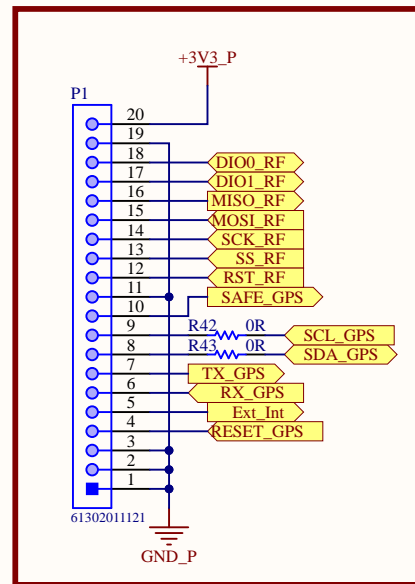 +3V3_P
P1
20
19
18 DIO0_RF
17 DIO1_RF
16 MISO_RF
15 MOSI_RF
14 SCK_RF
13 SS_RF
12 RST_RF
11
10 SAFE_GPS
9 R42 0R SCL_GPS
8 R43 0R SDA_GPS
7 TX_GPS
6 RX_GPS
5 Ext_Int
4 RESET_GPS
3
2
1
61302011121
GND_P